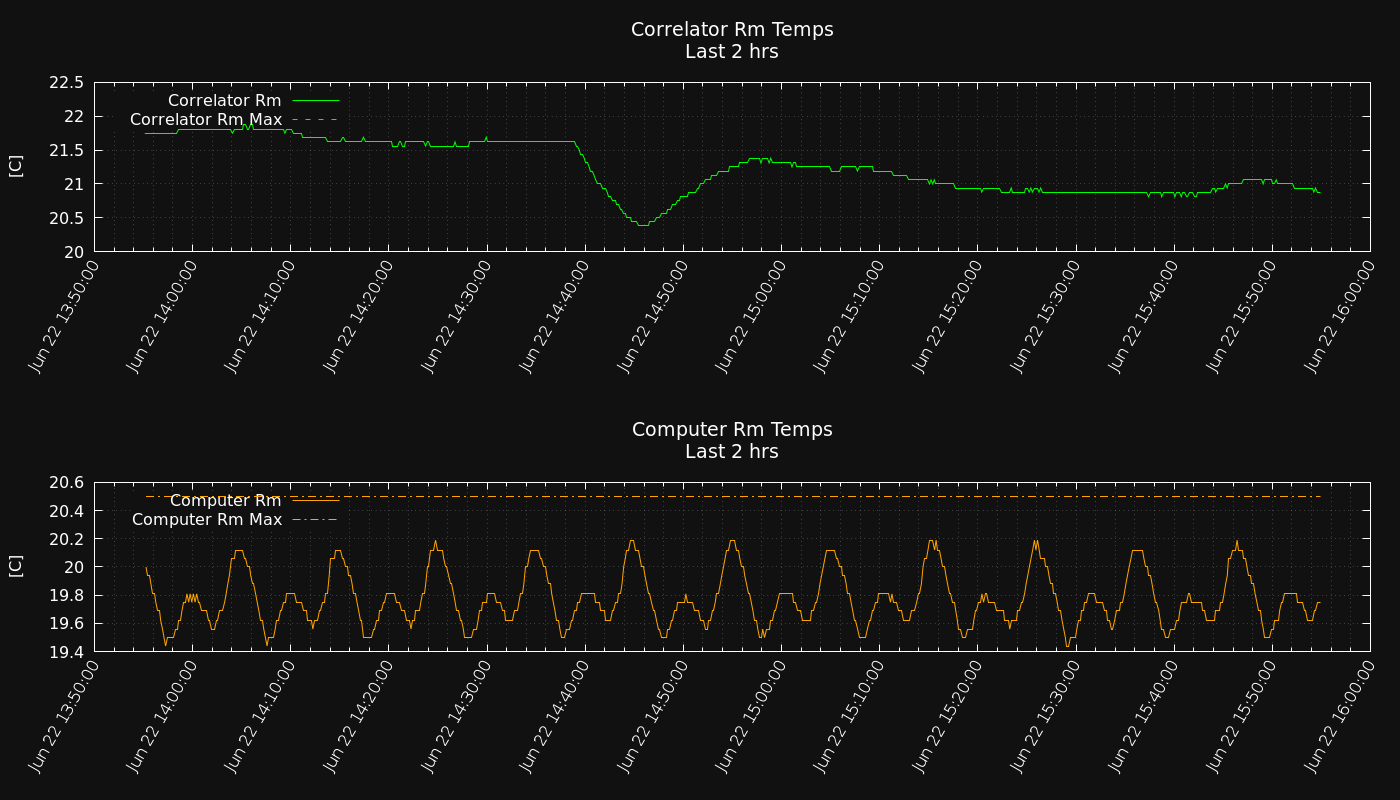 Correlator Rm Temps
Last 2 hrs
22.5
22
21.5
21
20.5
20
[C]
Correlator Rm
Correlator Rm Max
Jun 22 13:50:00
Jun 22 14:00:00
Jun 22 14:10:00
Jun 22 14:20:00
Jun 22 14:30:00
Jun 22 14:40:00
Jun 22 14:50:00
Jun 22 15:00:00
Jun 22 15:10:00
Jun 22 15:20:00
Jun 22 15:30:00
Jun 22 15:40:00
Jun 22 15:50:00
Jun 22 16:00:00
Computer Rm Temps
Last 2 hrs
20.6
20.4
20.2
20
19.8
19.6
19.4
[C]
Computer Rm
Computer Rm Max
Jun 22 13:50:00
Jun 22 14:00:00
Jun 22 14:10:00
Jun 22 14:20:00
Jun 22 14:30:00
Jun 22 14:40:00
Jun 22 14:50:00
Jun 22 15:00:00
Jun 22 15:10:00
Jun 22 15:20:00
Jun 22 15:30:00
Jun 22 15:40:00
Jun 22 15:50:00
Jun 22 16:00:00